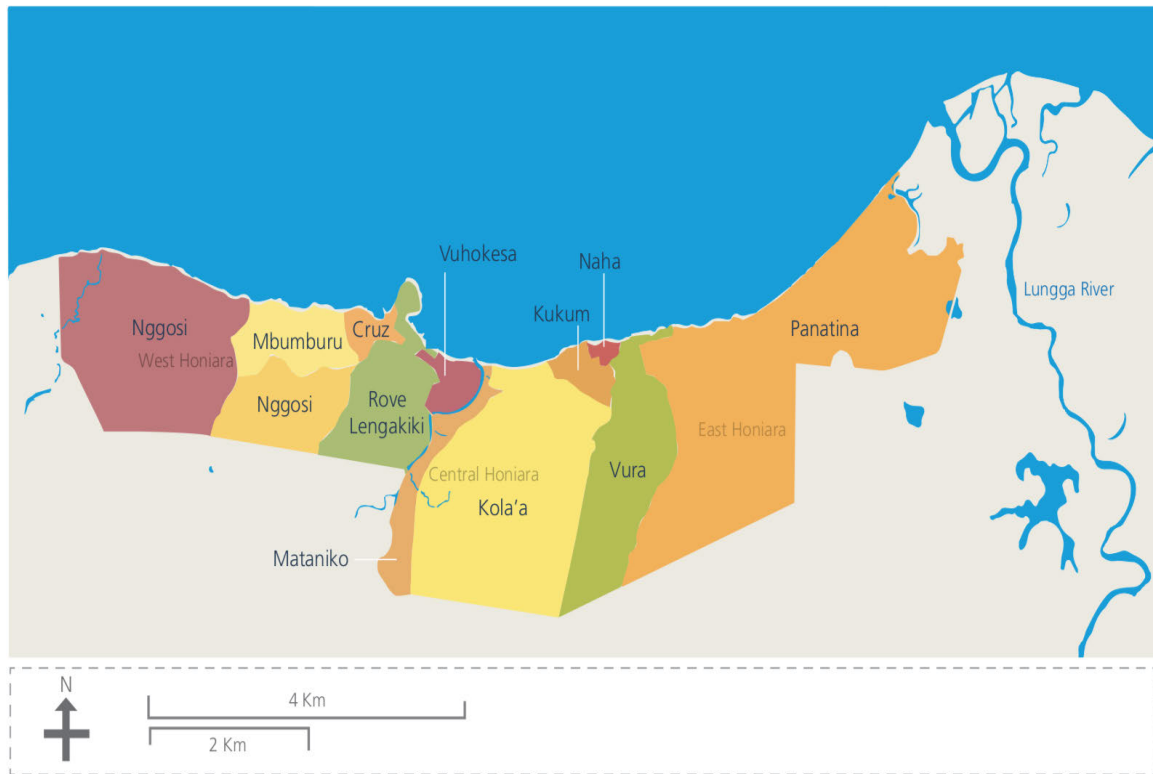 Vuhokesa
Naha
Kukum
Lungga River
Nggosi
West Honiara
Mbumburu
Cruz
Panatina
Nggosi
Rove
Lengakiki
East Honiara
Central Honiara
Vura
Kola'a
Mataniko
N
4 Km
2 Km